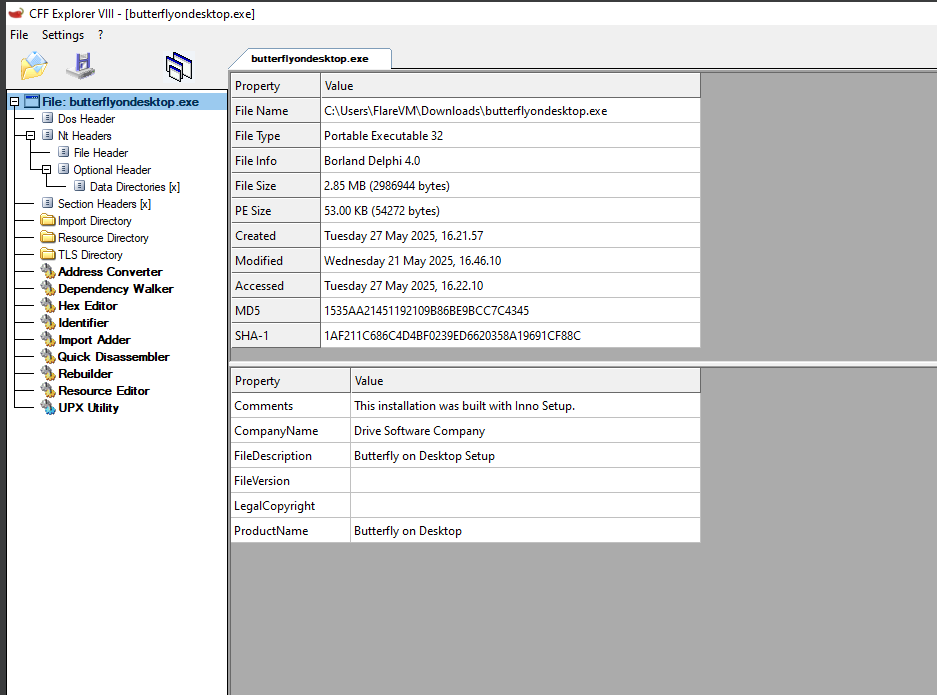 CFF Explorer VIII - [butterflyondesktop.exe]
File Settings ?
butterflyondesktop.exe
File: butterflyondesktop.exe
Dos Header
Nt Headers
File Header
Optional Header
Data Directories [x]
Section Headers [x]
Import Directory
Resource Directory
TLS Directory
Address Converter
Dependency Walker
Hex Editor
Identifier
Import Adder
Quick Disassembler
Rebuilder
Resource Editor
UPX Utility
Property Value
File Name C:\Users\FlareVM\Downloads\butterflyondesktop.exe
File Type Portable Executable 32
File Info Borland Delphi 4.0
File Size 2.85 MB (2986944 bytes)
PE Size 53.00 KB (54272 bytes)
Created Tuesday 27 May 2025, 16.21.57
Modified Wednesday 21 May 2025, 16.46.10
Accessed Tuesday 27 May 2025, 16.22.10
MD5 1535AA21451192109B86BE9BCC7C4345
SHA-1 1AF211C686C4D4BF0239ED6620358A19691CF88C
Property Value
Comments This installation was built with Inno Setup.
CompanyName Drive Software Company
FileDescription Butterfly on Desktop Setup
FileVersion
LegalCopyright
ProductName Butterfly on Desktop